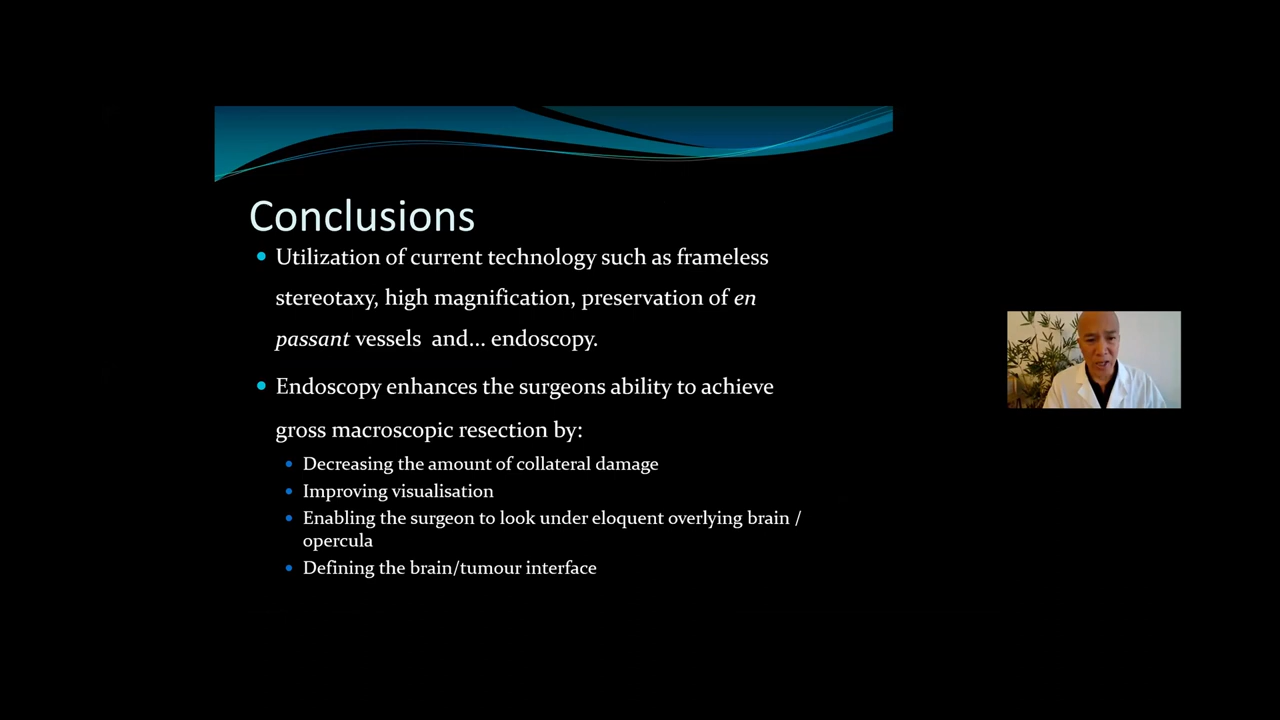 Conclusions
Utilization of current technology such as frameless
stereotaxy, high magnification, preservation of en
passant vessels and... endoscopy.
Endoscopy enhances the surgeons ability to achieve
gross macroscopic resection by:
Decreasing the amount of collateral damage
Improving visualisation
Enabling the surgeon to look under eloquent overlying brain /
opercula
Defining the brain/tumour interface